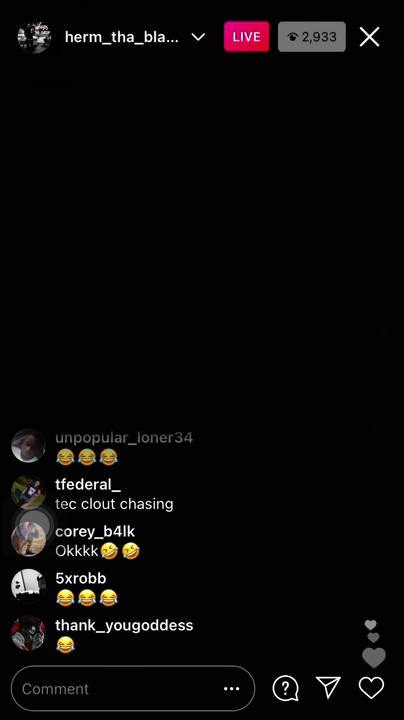 herm_tha_bla...
LIVE
2,933
unpopular_loner34
😂😂😂
tfederal_
tec clout chasing
corey_b4lk
Okkkk🤣🤣
5xrobb
😂😂😂
thank_yougoddess
😂
Comment